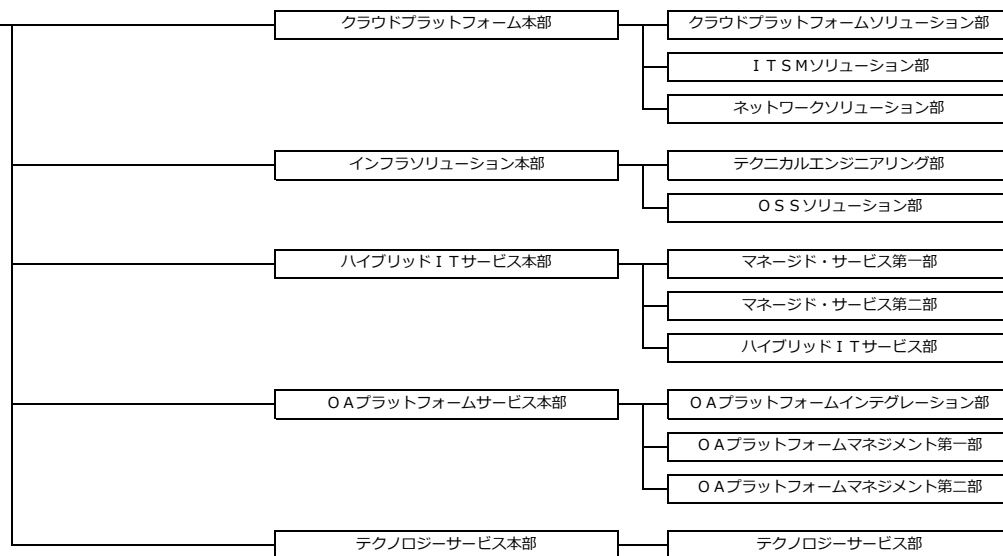 クラウドプラットフォーム本部
クラウドプラットフォームソリューション部
ＩＴＳＭソリューション部
ネットワークソリューション部
インフラソリューション本部
テクニカルエンジニアリング部
ＯＳＳソリューション部
ハイブリッドＩＴサービス本部
マネージド・サービス第一部
マネージド・サービス第二部
ハイブリッドＩＴサービス部
ＯＡプラットフォームサービス本部
ＯＡプラットフォームインテグレーション部
ＯＡプラットフォームマネジメント第一部
ＯＡプラットフォームマネジメント第二部
テクノロジーサービス本部
テクノロジーサービス部